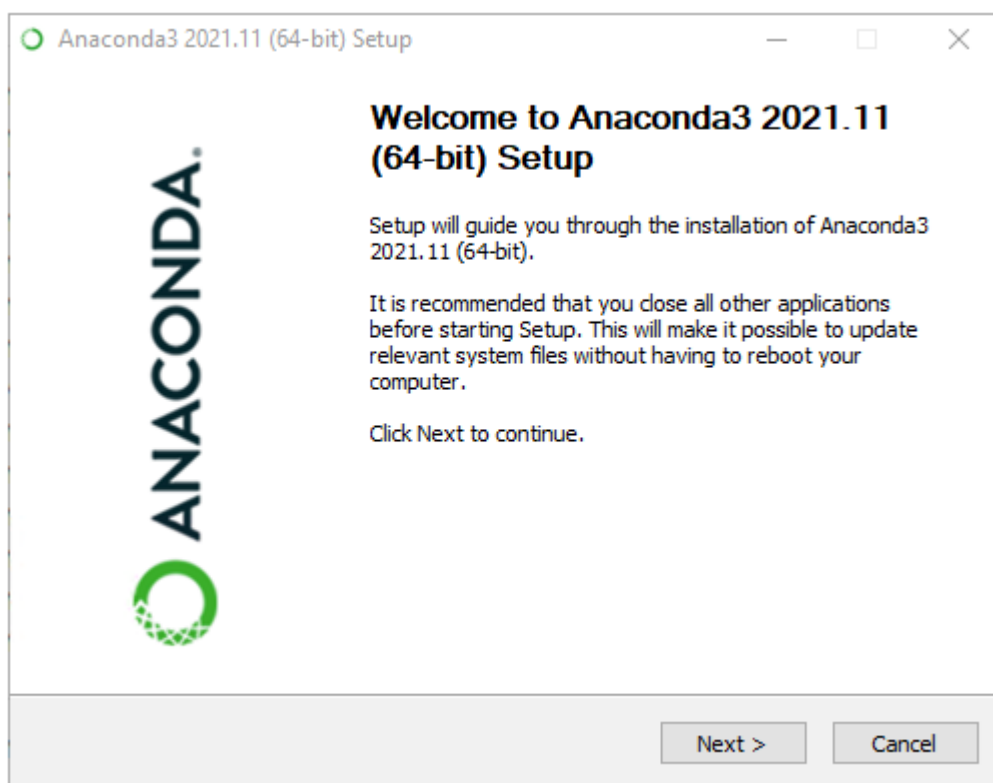 Anaconda3 2021.11 (64-bit) Setup
Welcome to Anaconda3 2021.11
(64-bit) Setup
Setup will guide you through the installation of Anaconda3
2021.11 (64-bit).
It is recommended that you close all other applications
before starting Setup. This will make it possible to update
relevant system files without having to reboot your
computer.
Click Next to continue.
ANACONDA.
Next >
Cancel